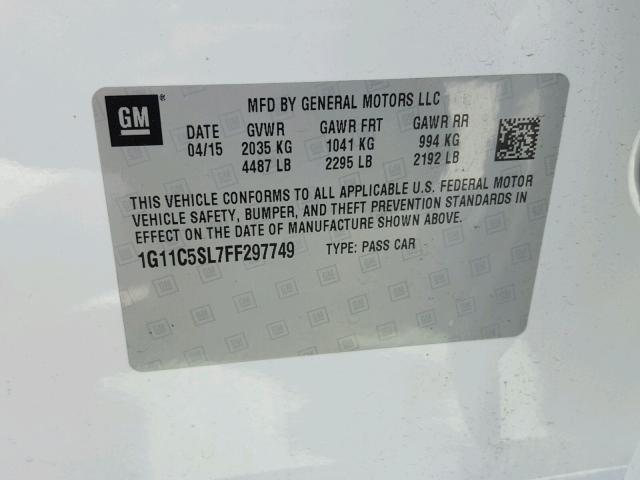 GM ® MFD BY GENERAL MOTORS LLC
DATE GVWR GAWR FRT GAWR RR
04/15 2035 KG 1041 KG 994 KG
4487 LB 2295 LB 2192 LB
THIS VEHICLE CONFORMS TO ALL APPLICABLE U.S. FEDERAL MOTOR
VEHICLE SAFETY, BUMPER, AND THEFT PREVENTION STANDARDS IN
EFFECT ON THE DATE OF MANUFACTURE SHOWN ABOVE.
1G11C5SL7FF297749 TYPE: PASS CAR